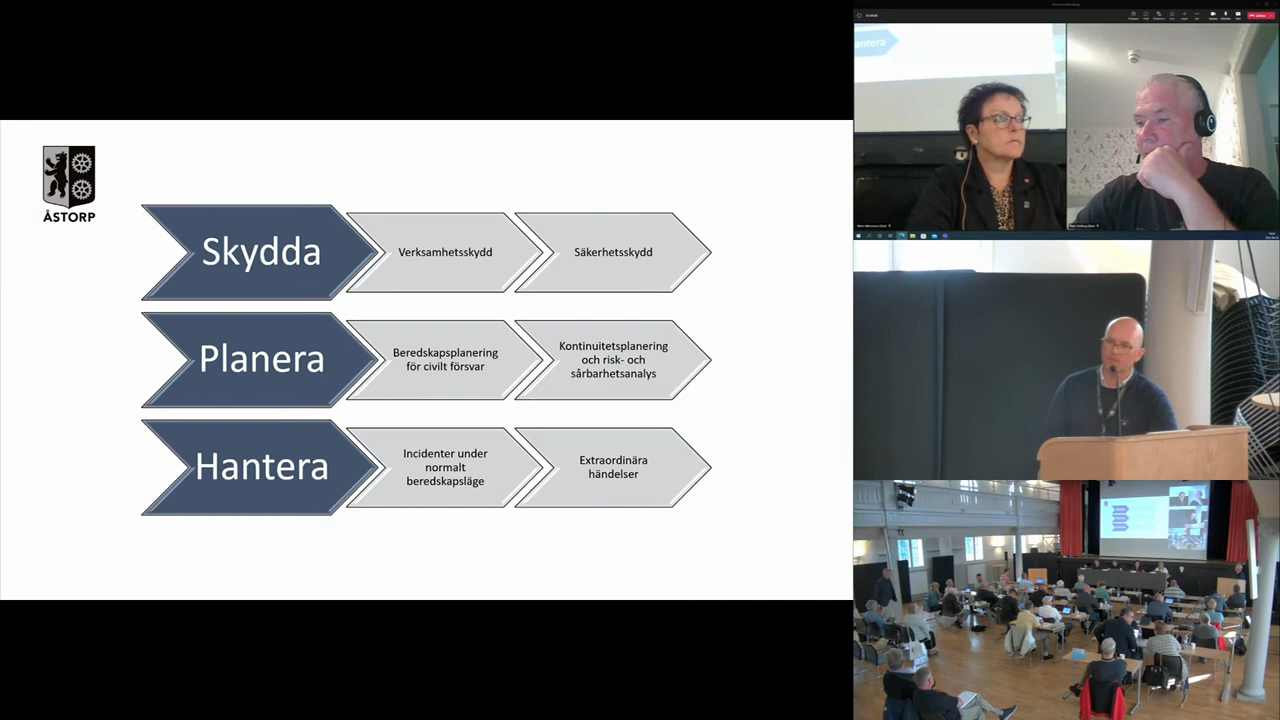 ÅSTORP
Skydda
Verksamhetsskydd
Säkerhetsskydd
Planera
Beredskapsplanering
för civilt försvar
Kontinuitetsplanering
och risk- och
sårbarhetsanalys
Hantera
Incidenter under
normalt
beredskapsläge
Extraordinära
händelser
antera